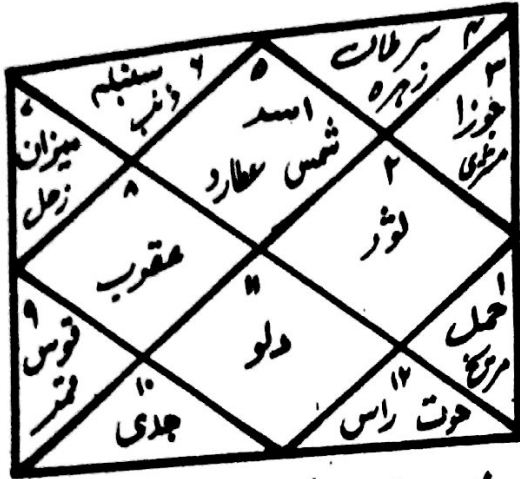 ۴
سرطان
زہرہ
۵
اسد
شمس عطارد
۶
سنبلہ
ذنب
۳
جوزا
مشتری
۷
میزان
زحل
۲
ثور
۸
عقرب
۱
حمل
مریخ
۱۱
دلو
۹
قوس
قمر
۱۲
حوت راس
۱۰
جدی